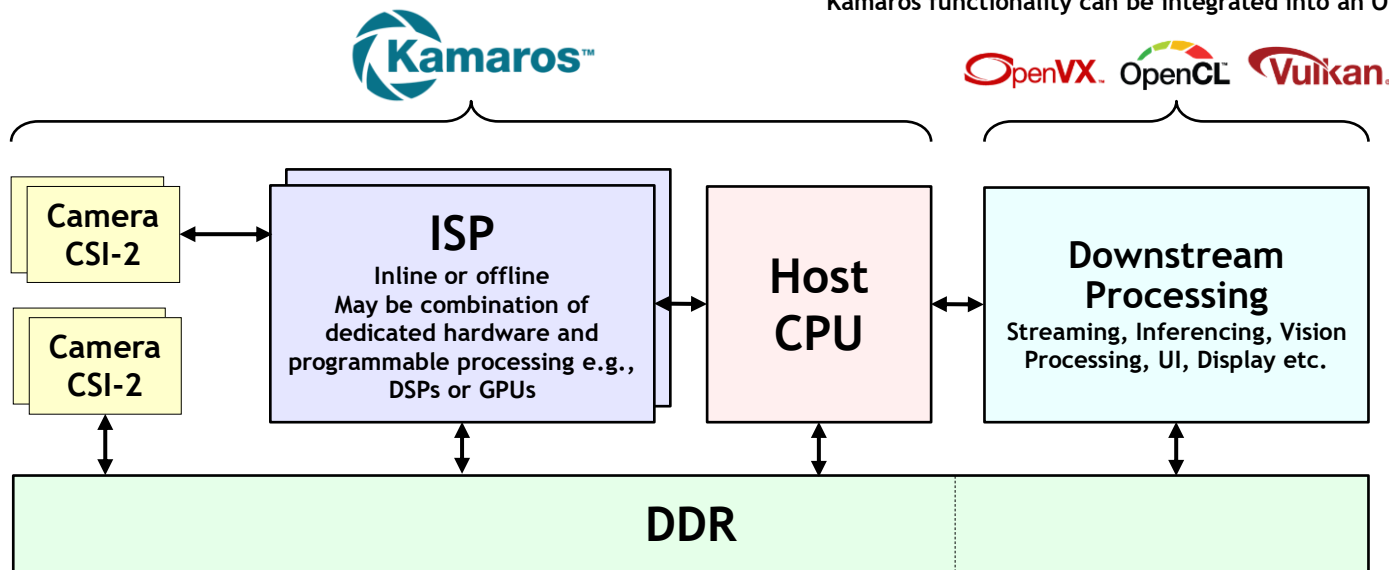 Kamaros functionality can be integrated into an O
Kamaros™
OpenVX™
OpenCL™
Vulkan®
Camera
CSI-2
Camera
CSI-2
ISP
Inline or offline
May be combination of
dedicated hardware and
programmable processing e.g.,
DSPs or GPUs
Host
CPU
Downstream
Processing
Streaming, Inferencing, Vision
Processing, UI, Display etc.
DDR